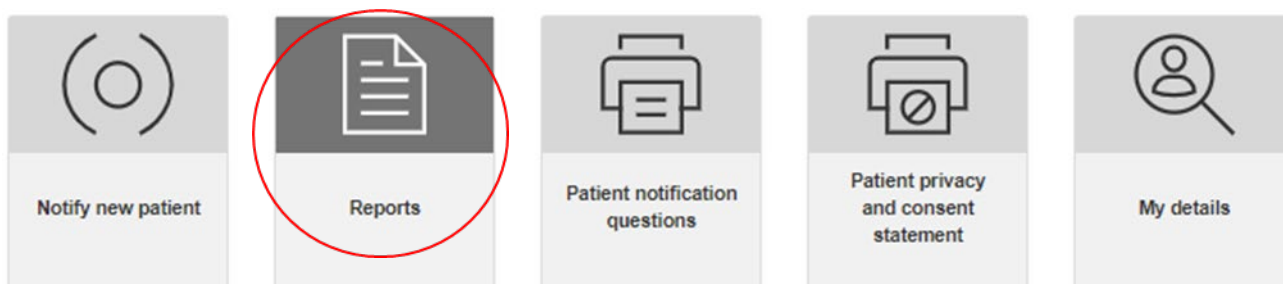 Notify new patient
Reports
Patient notification
questions
Patient privacy
and consent
statement
My details